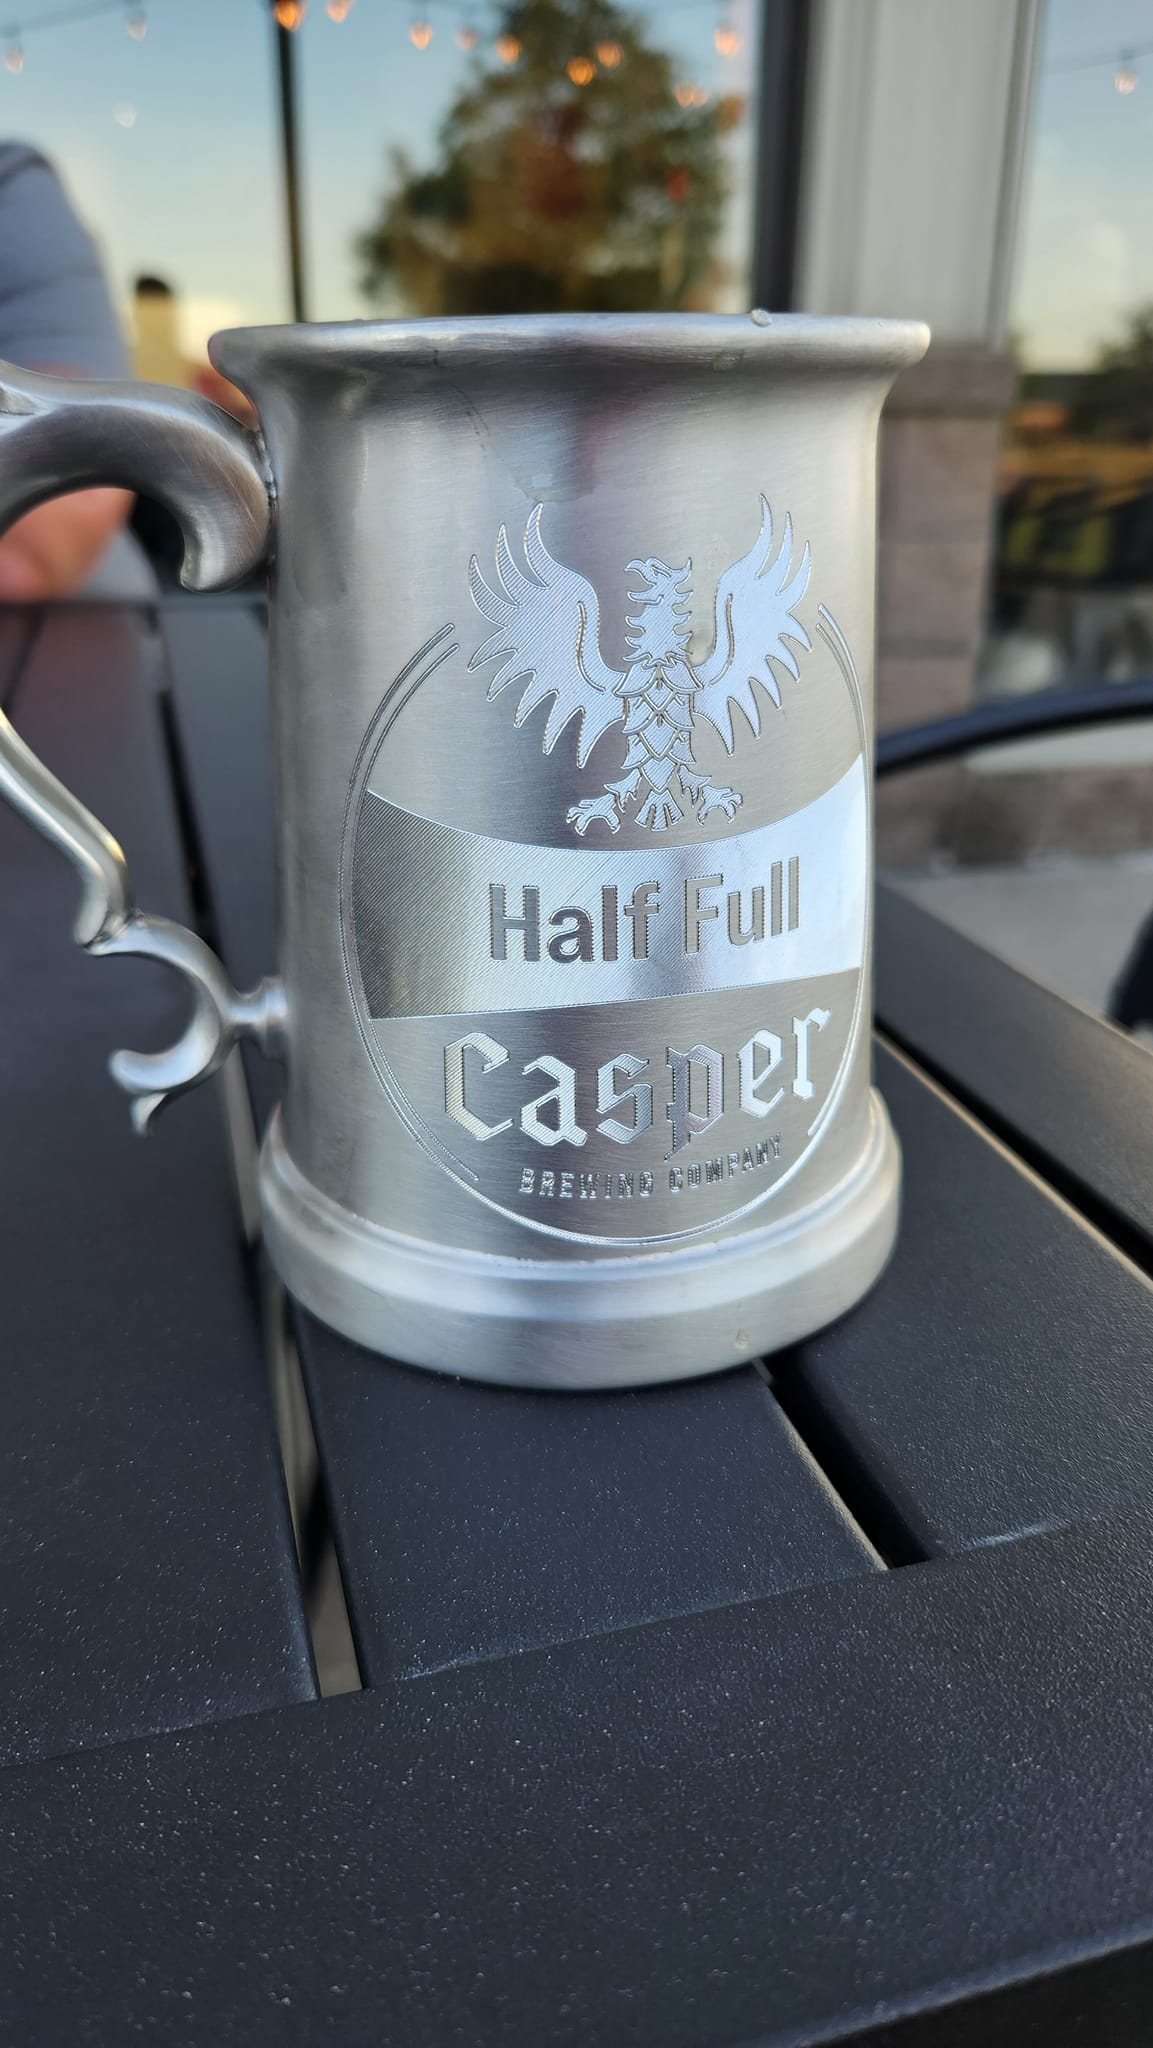 Half Full
Casper
BREWING COMPANY